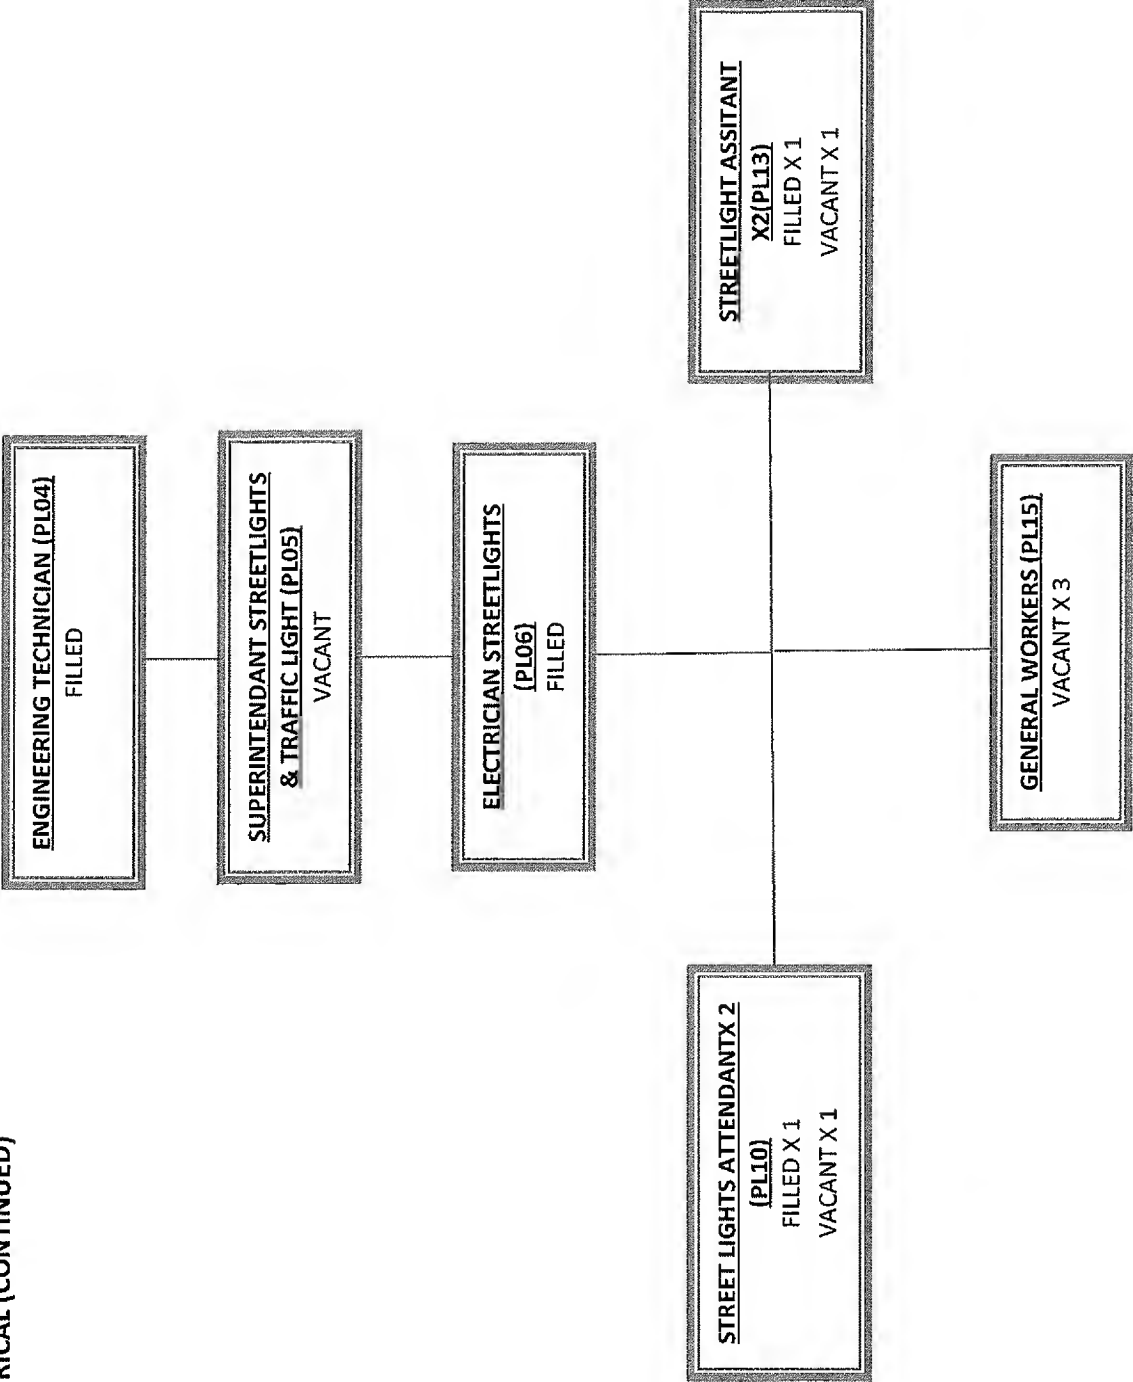 RICAL (CONTINUED)
ENGINEERING TECHNICIAN (PL04)
FILLED
SUPERINTENDANT STREETLIGHTS
& TRAFFIC LIGHT (PL05)
VACANT
ELECTRICIAN STREETLIGHTS
(PL06)
FILLED
STREET LIGHTS ATTENDANTX 2
(PL10)
FILLED X 1
VACANT X 1
STREETLIGHT ASSITANT
X2(PL13)
FILLED X 1
VACANT X 1
GENERAL WORKERS (PL15)
VACANT X 3